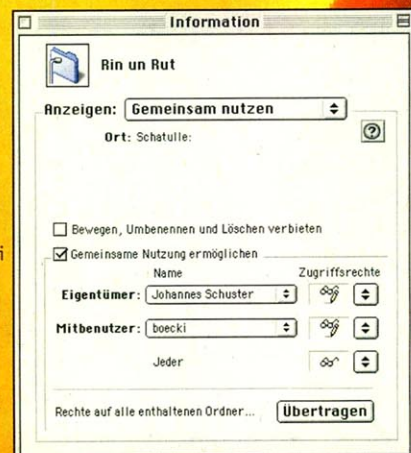 Information
Rin un Rut
Anzeigen: Gemeinsam nutzen
Ort: Schatulle:
Bewegen, Umbenennen und Löschen verbieten
Gemeinsame Nutzung ermöglichen
Name Zugriffsrechte
Eigentümer: Johannes Schuster
Mitbenutzer: boecki
Jeder
Rechte auf alle enthaltenen Ordner... Übertragen